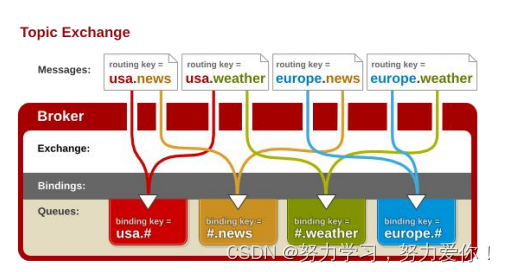 Topic Exchange
Messages:
routing key =
usa.news
routing key =
usa.weather
routing key =
europe.news
routing key =
europe.weather
Broker
Exchange:
Bindings:
Queues:
binding key =
usa.#
binding key =
#.news
binding key =
#.weather
binding key =
europe.#
CSDN @努力学习，努力爱你！